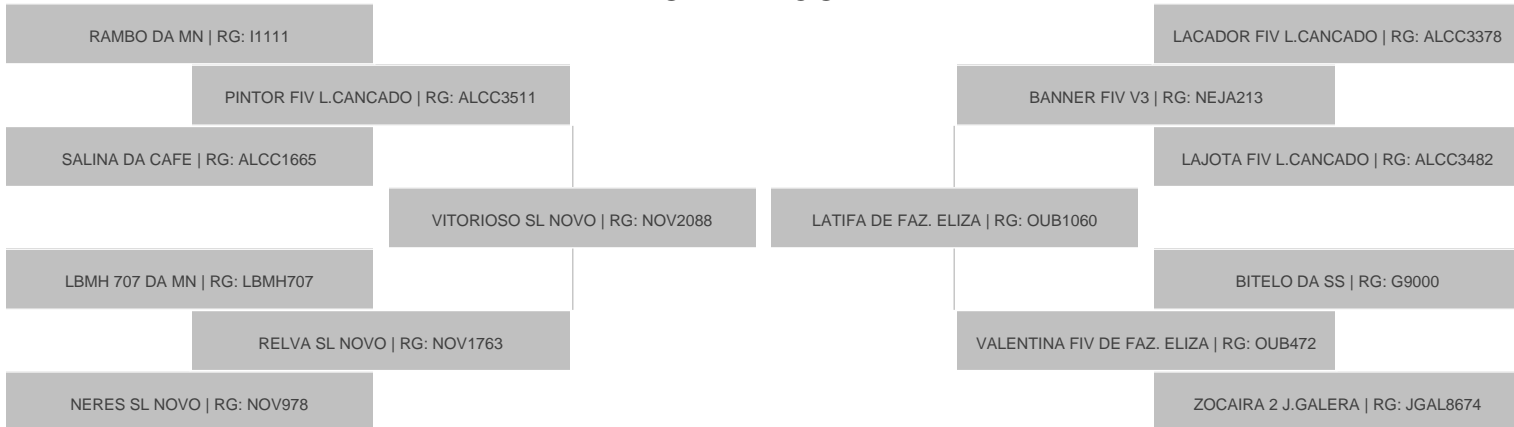 RAMBO DA MN | RG: I1111
LACADOR FIV L.CANCADO | RG: ALCC3378
PINTOR FIV L.CANCADO | RG: ALCC3511
BANNER FIV V3 | RG: NEJA213
SALINA DA CAFE | RG: ALCC1665
LAJOTA FIV L.CANCADO | RG: ALCC3482
VITORIOSO SL NOVO | RG: NOV2088
LATIFA DE FAZ. ELIZA | RG: OUB1060
LBMH 707 DA MN | RG: LBMH707
BITELO DA SS | RG: G9000
RELVA SL NOVO | RG: NOV1763
VALENTINA FIV DE FAZ. ELIZA | RG: OUB472
NERES SL NOVO | RG: NOV978
ZOCAIRA 2 J.GALERA | RG: JGAL8674